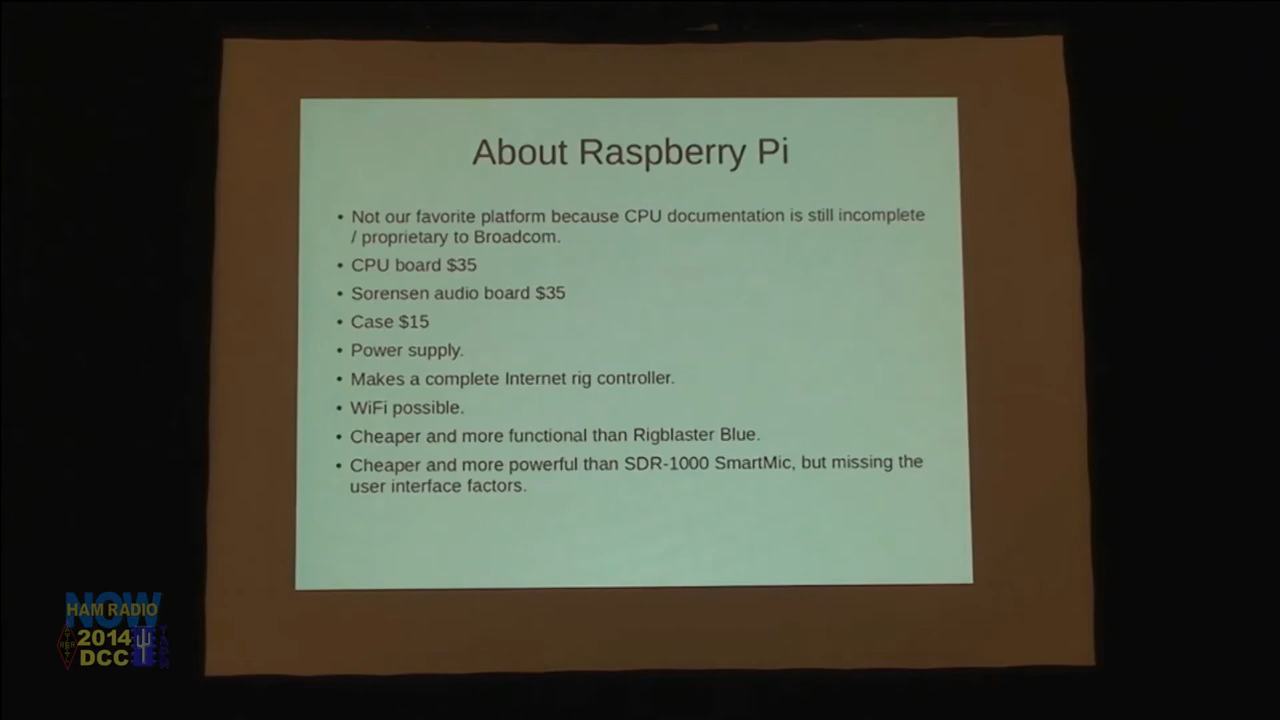 About Raspberry Pi
• Not our favorite platform because CPU documentation is still incomplete
/ proprietary to Broadcom.
• CPU board $35
• Sorensen audio board $35
• Case $15
• Power supply.
• Makes a complete Internet rig controller.
• WiFi possible.
• Cheaper and more functional than Rigblaster Blue.
• Cheaper and more powerful than SDR-1000 SmartMic, but missing the
user interface factors.
NOW
HAM RADIO
2014
DCC
TAPR